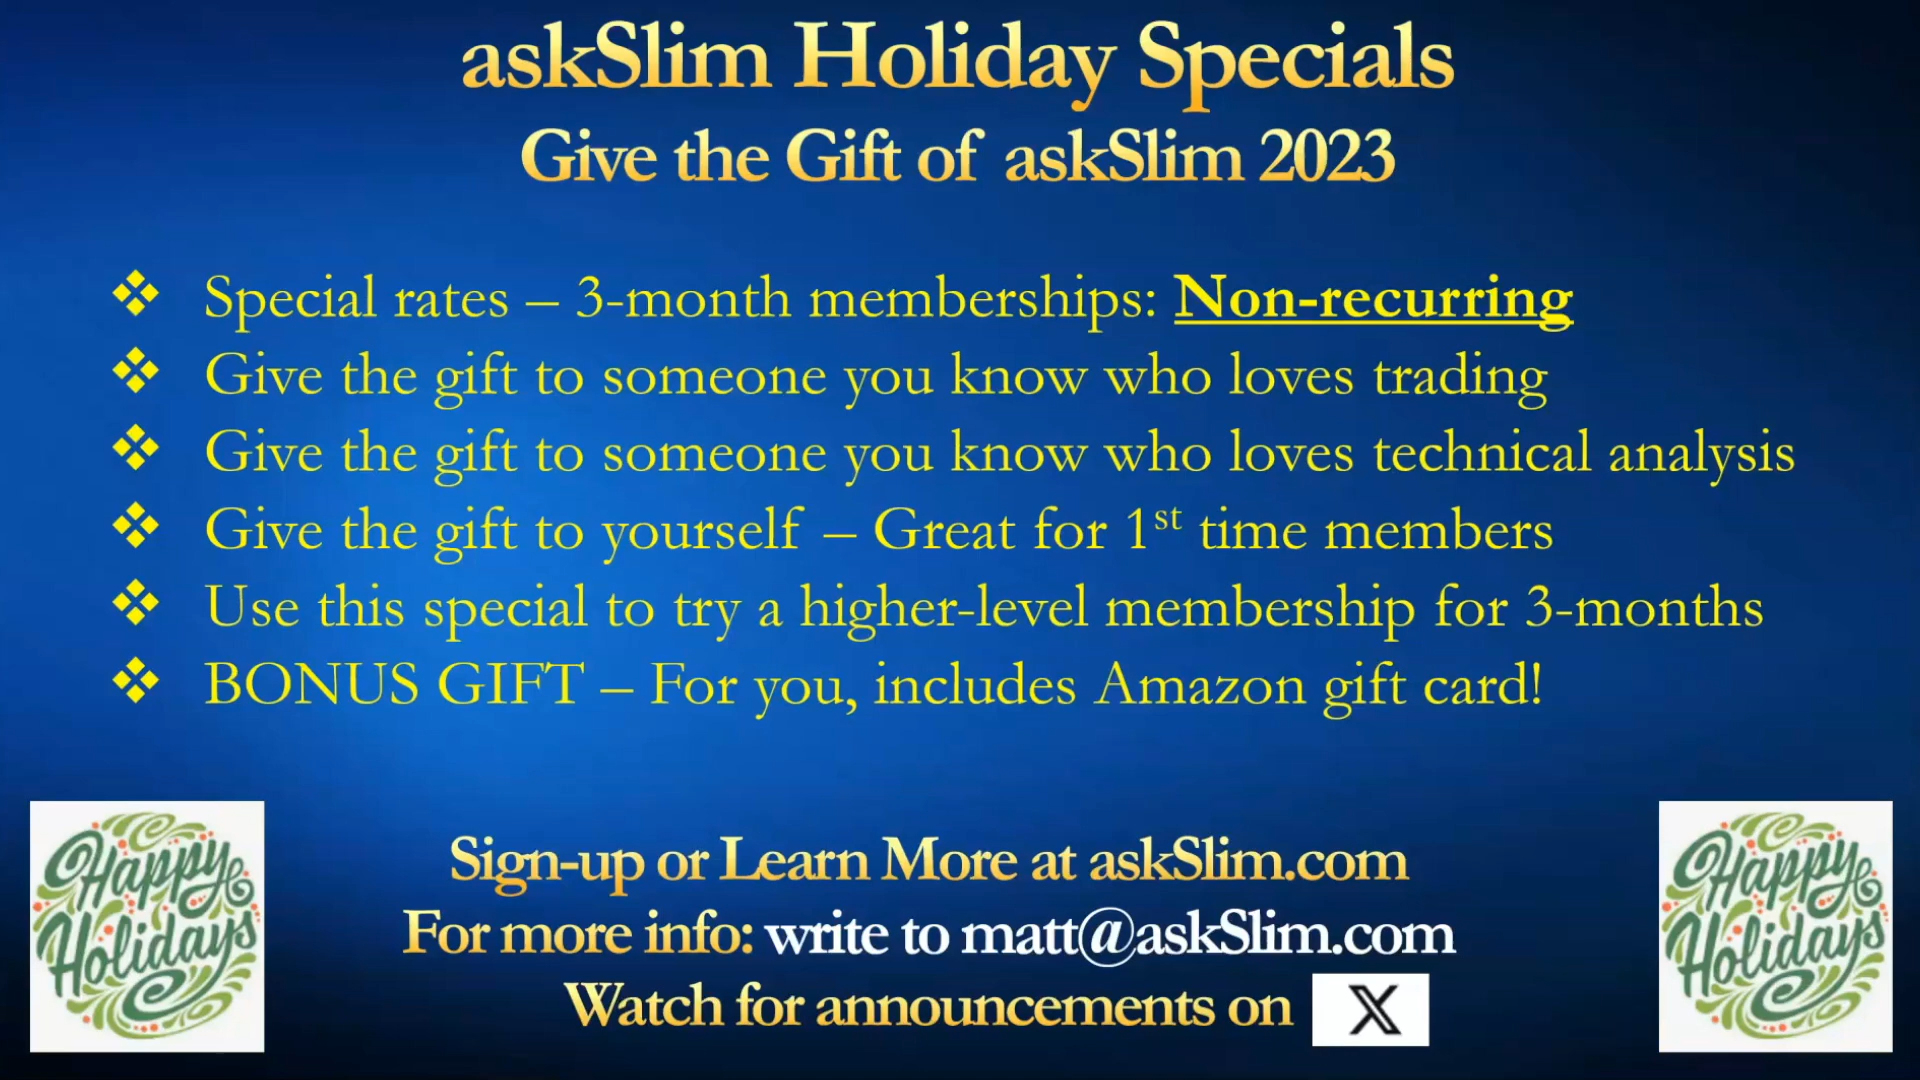 askSlim Holiday Specials
Give the Gift of askSlim 2023
❖ Special rates – 3-month memberships: Non-recurring
❖ Give the gift to someone you know who loves trading
❖ Give the gift to someone you know who loves technical analysis
❖ Give the gift to yourself – Great for 1st time members
❖ Use this special to try a higher-level membership for 3-months
❖ BONUS GIFT – For you, includes Amazon gift card!
Happy
Holidays
Sign-up or Learn More at askSlim.com
For more info: write to matt@askSlim.com
Watch for announcements on X
Happy
Holidays